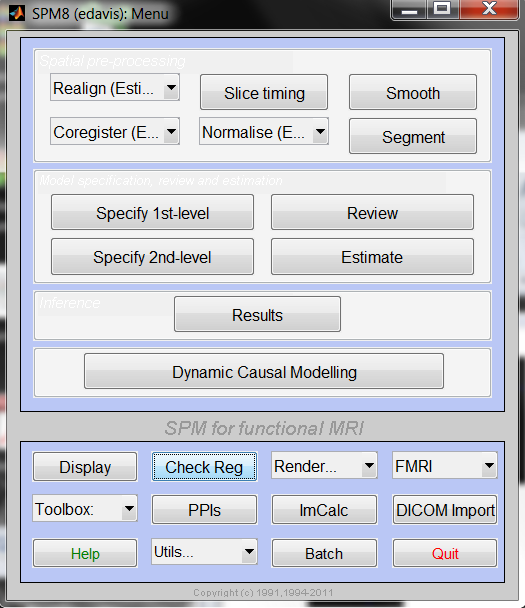 SPM8 (edavis): Menu
Spatial pre-processing
Realign (Esti... Slice timing Smooth
Coregister (E... Normalise (E... Segment
Model specification, review and estimation
Specify 1st-level Review
Specify 2nd-level Estimate
Inference
Results
Dynamic Causal Modelling
SPM for functional MRI
Display Check Reg Render... FMRI
Toolbox: PPIs ImCalc DICOM Import
Help Utils... Batch Quit
Copyright (c) 1991,1994-2011